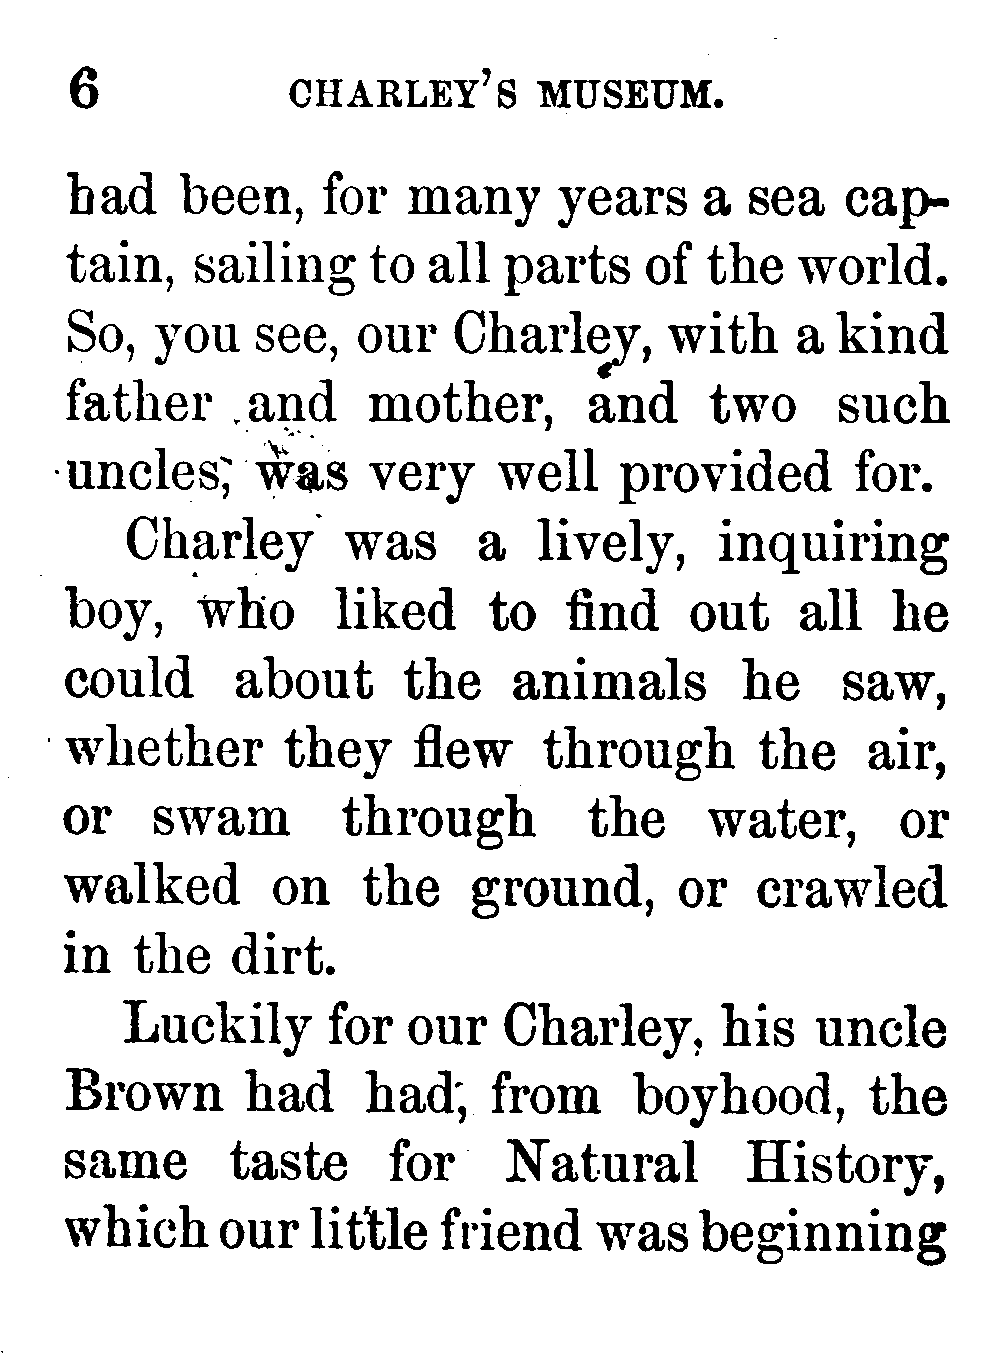 6 CHARLEY'S MUSEUM.
had been, for many years a sea cap-
tain, sailing to all parts of the world.
So, you see, our Charley, with a kind
father and mother, and two such
uncles, was very well provided for.
Charley was a lively, inquiring
boy, who liked to find out all he
could about the animals he saw,
whether they flew through the air,
or swam through the water, or
walked on the ground, or crawled
in the dirt.
Luckily for our Charley, his uncle
Brown had had, from boyhood, the
same taste for Natural History,
which our little friend was beginning